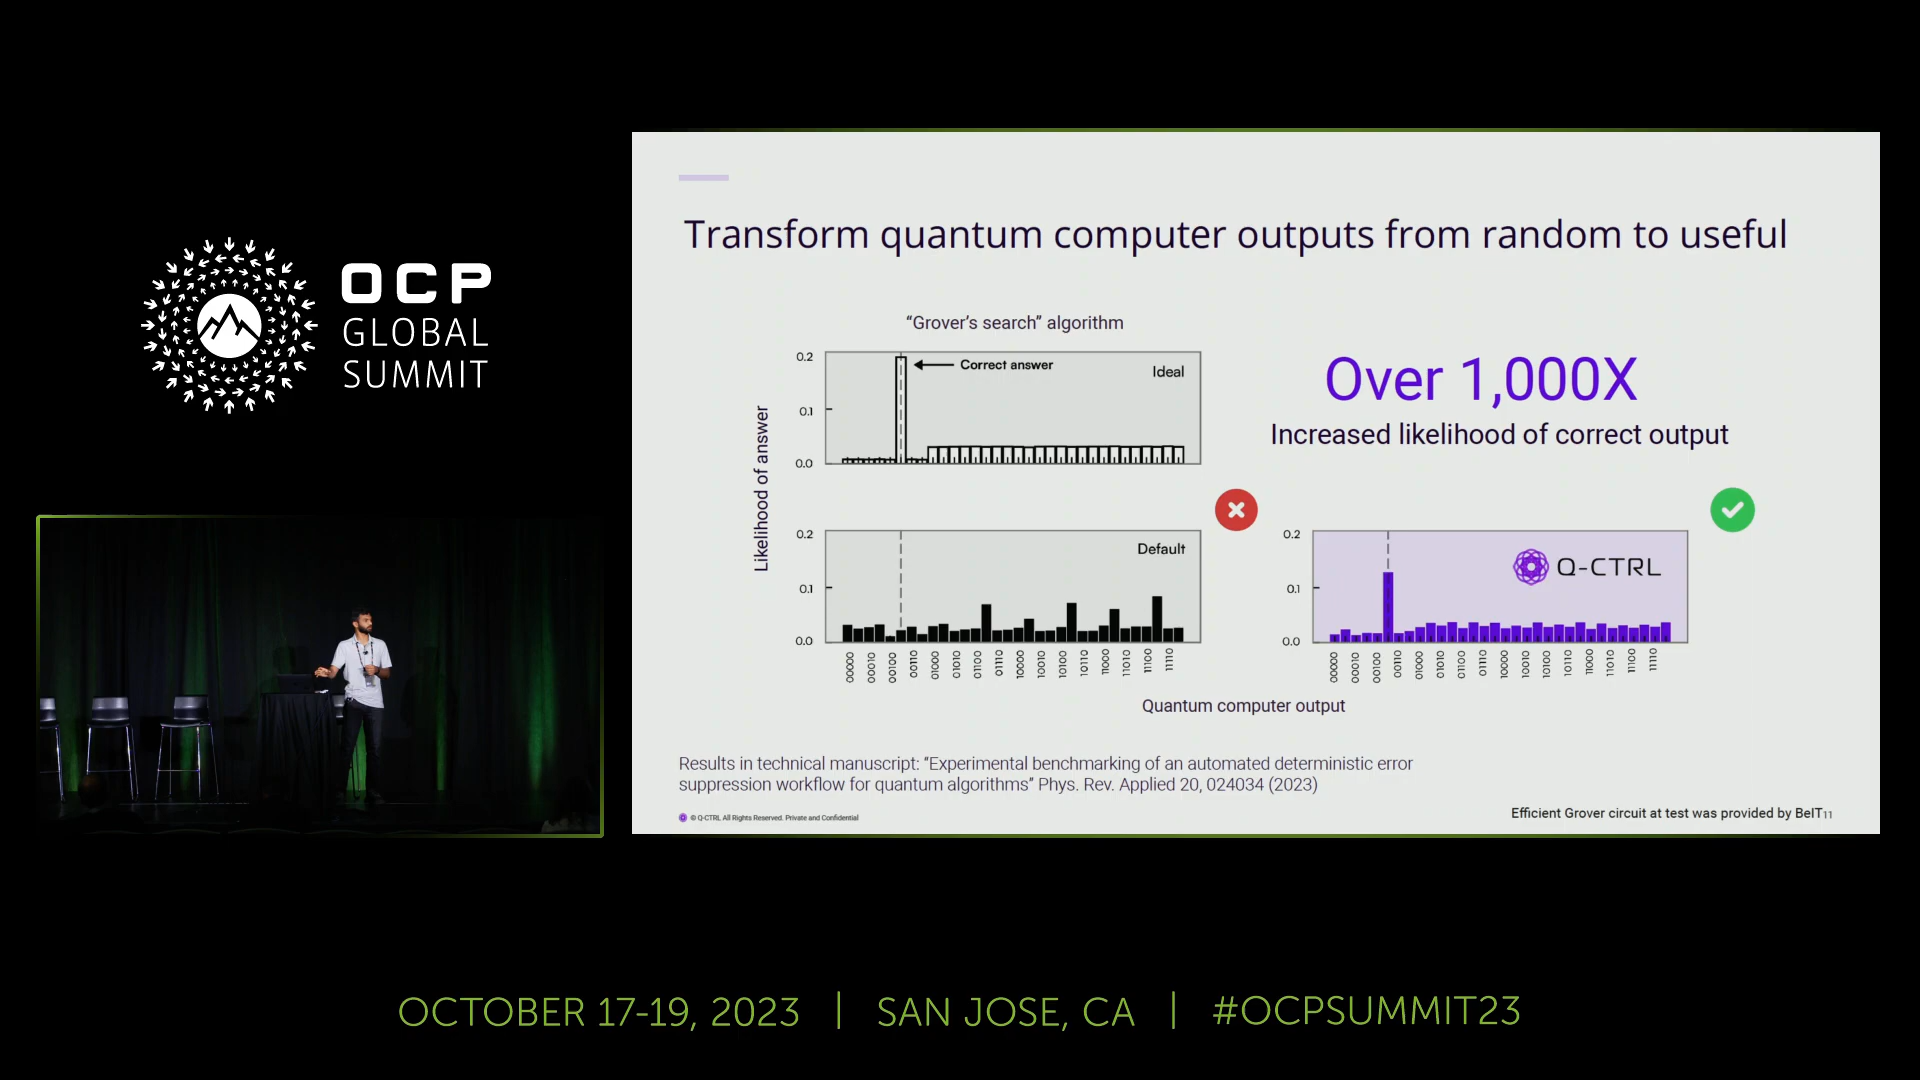 OCP
GLOBAL
SUMMIT
Transform quantum computer outputs from random to useful
“Grover’s search” algorithm
Likelihood of answer
0.2
0.1
0.0
Correct answer
Ideal
Over 1,000X
Increased likelihood of correct output
0.2
0.1
0.0
Default
00000 00010 00100 00110 01000 01010 01100 01110 10000 10010 10100 10110 11000 11010 11100 11110
0.2
0.1
0.0
Q-CTRL
00000 00010 00100 00110 01000 01010 01100 01110 10000 10010 10100 10110 11000 11010 11100 11110
Quantum computer output
Results in technical manuscript: “Experimental benchmarking of an automated deterministic error
suppression workflow for quantum algorithms” Phys. Rev. Applied 20, 024034 (2023)
© Q-CTRL All Rights Reserved. Private and Confidential
Efficient Grover circuit at test was provided by BeIT 11
OCTOBER 17-19, 2023 | SAN JOSE, CA | #OCPSUMMIT23